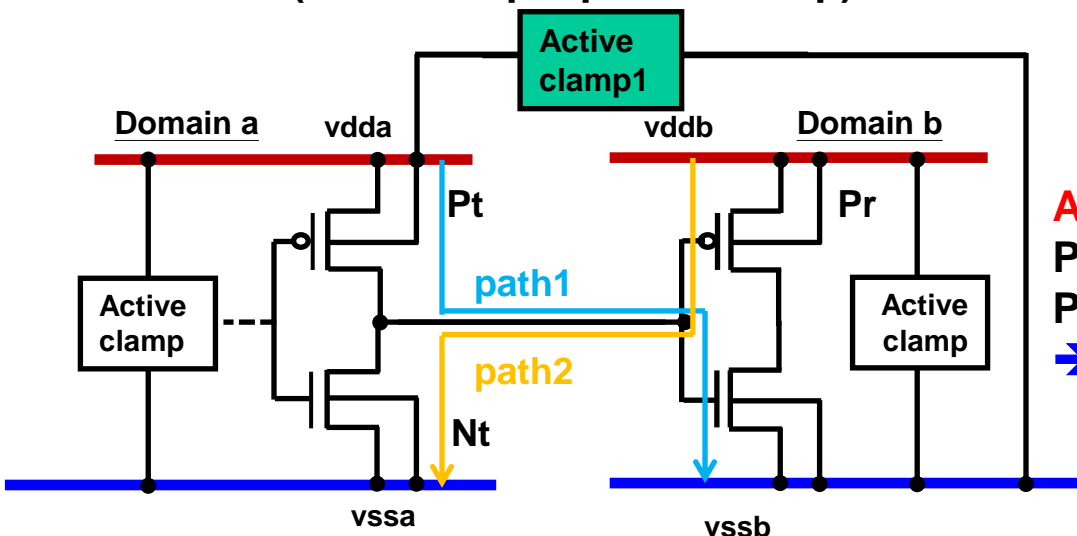 Active
clamp1
Domain a
vdda
vddb
Domain b
Pt
Pr
path1
Active
clamp
Active
clamp
path2
Nt
vssa
vssb